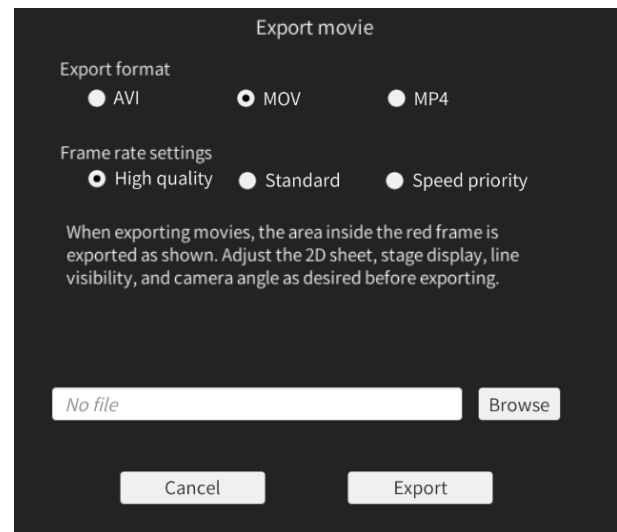 Export movie
Export format
AVI MOV MP4
Frame rate settings
High quality Standard Speed priority
When exporting movies, the area inside the red frame is
exported as shown. Adjust the 2D sheet, stage display, line
visibility, and camera angle as desired before exporting.
No file Browse
Cancel Export